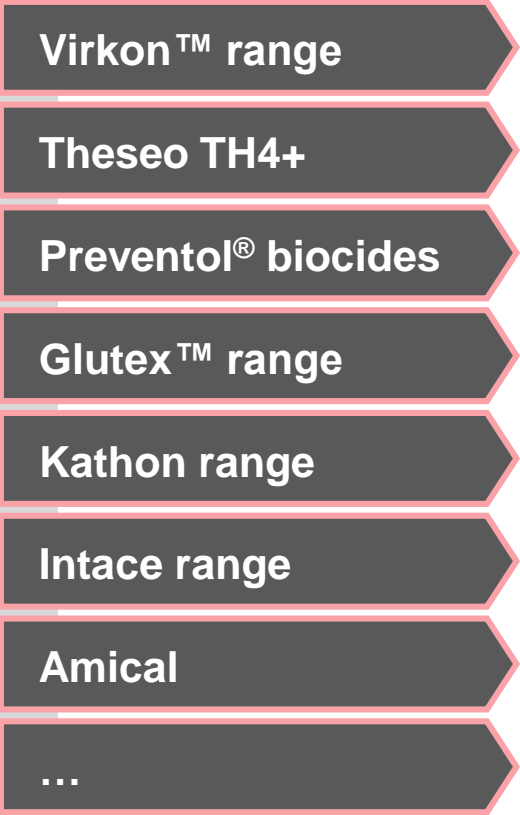 Virkon™ range
Theseo TH4+
Preventol® biocides
Glutex™ range
Kathon range
Intace range
Amical
…